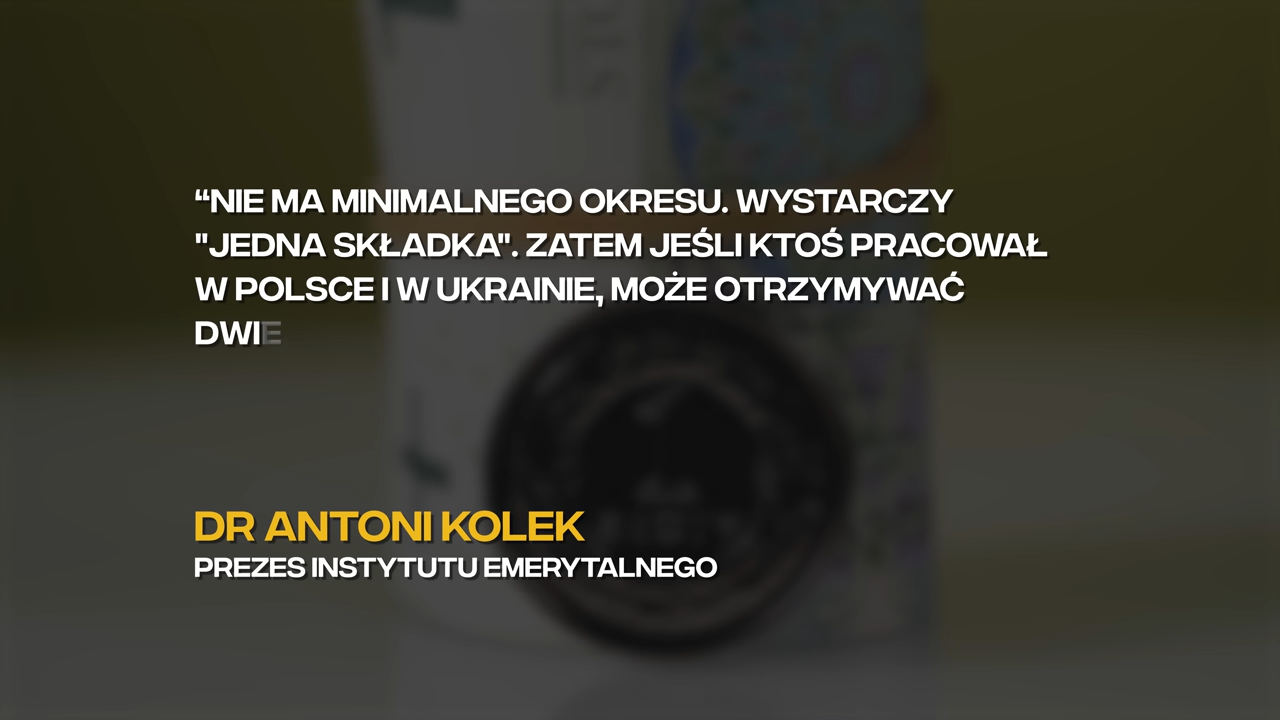 “NIE MA MINIMALNEGO OKRESU. WYSTARCZY
"JEDNA SKŁADKA". ZATEM JEŚLI KTOŚ PRACOWAŁ
W POLSCE I W UKRAINIE, MOŻE OTRZYMYWAĆ
DWIE
DR ANTONI KOLEK
PREZES INSTYTUTU EMERYTALNEGO